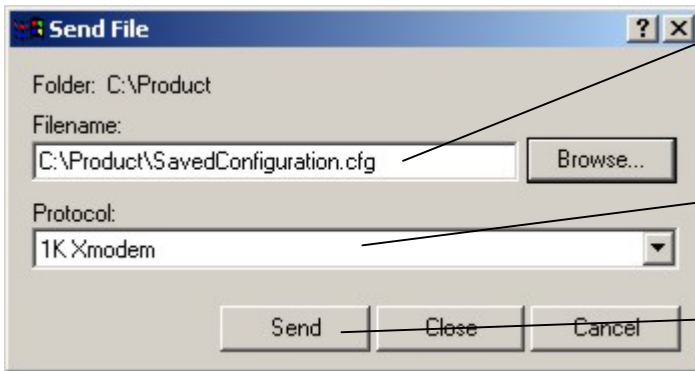 Send File
Folder: C:\Product
Filename:
C:\Product\SavedConfiguration.cfg
Browse...
Protocol:
1K Xmodem
Send Close Cancel